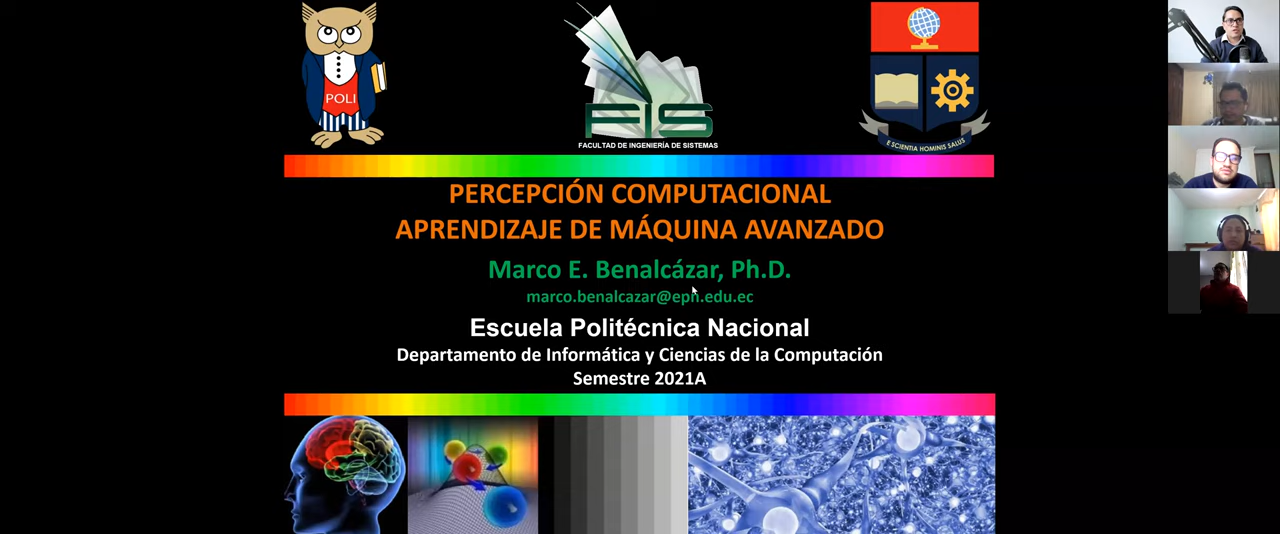 POLI
FIS
FACULTAD DE INGENIERÍA DE SISTEMAS
E SCIENTIA HOMINIS SALUS
PERCEPCIÓN COMPUTACIONAL
APRENDIZAJE DE MÁQUINA AVANZADO
Marco E. Benalcázar, Ph.D.
marco.benalcazar@epn.edu.ec
Escuela Politécnica Nacional
Departamento de Informática y Ciencias de la Computación
Semestre 2021A